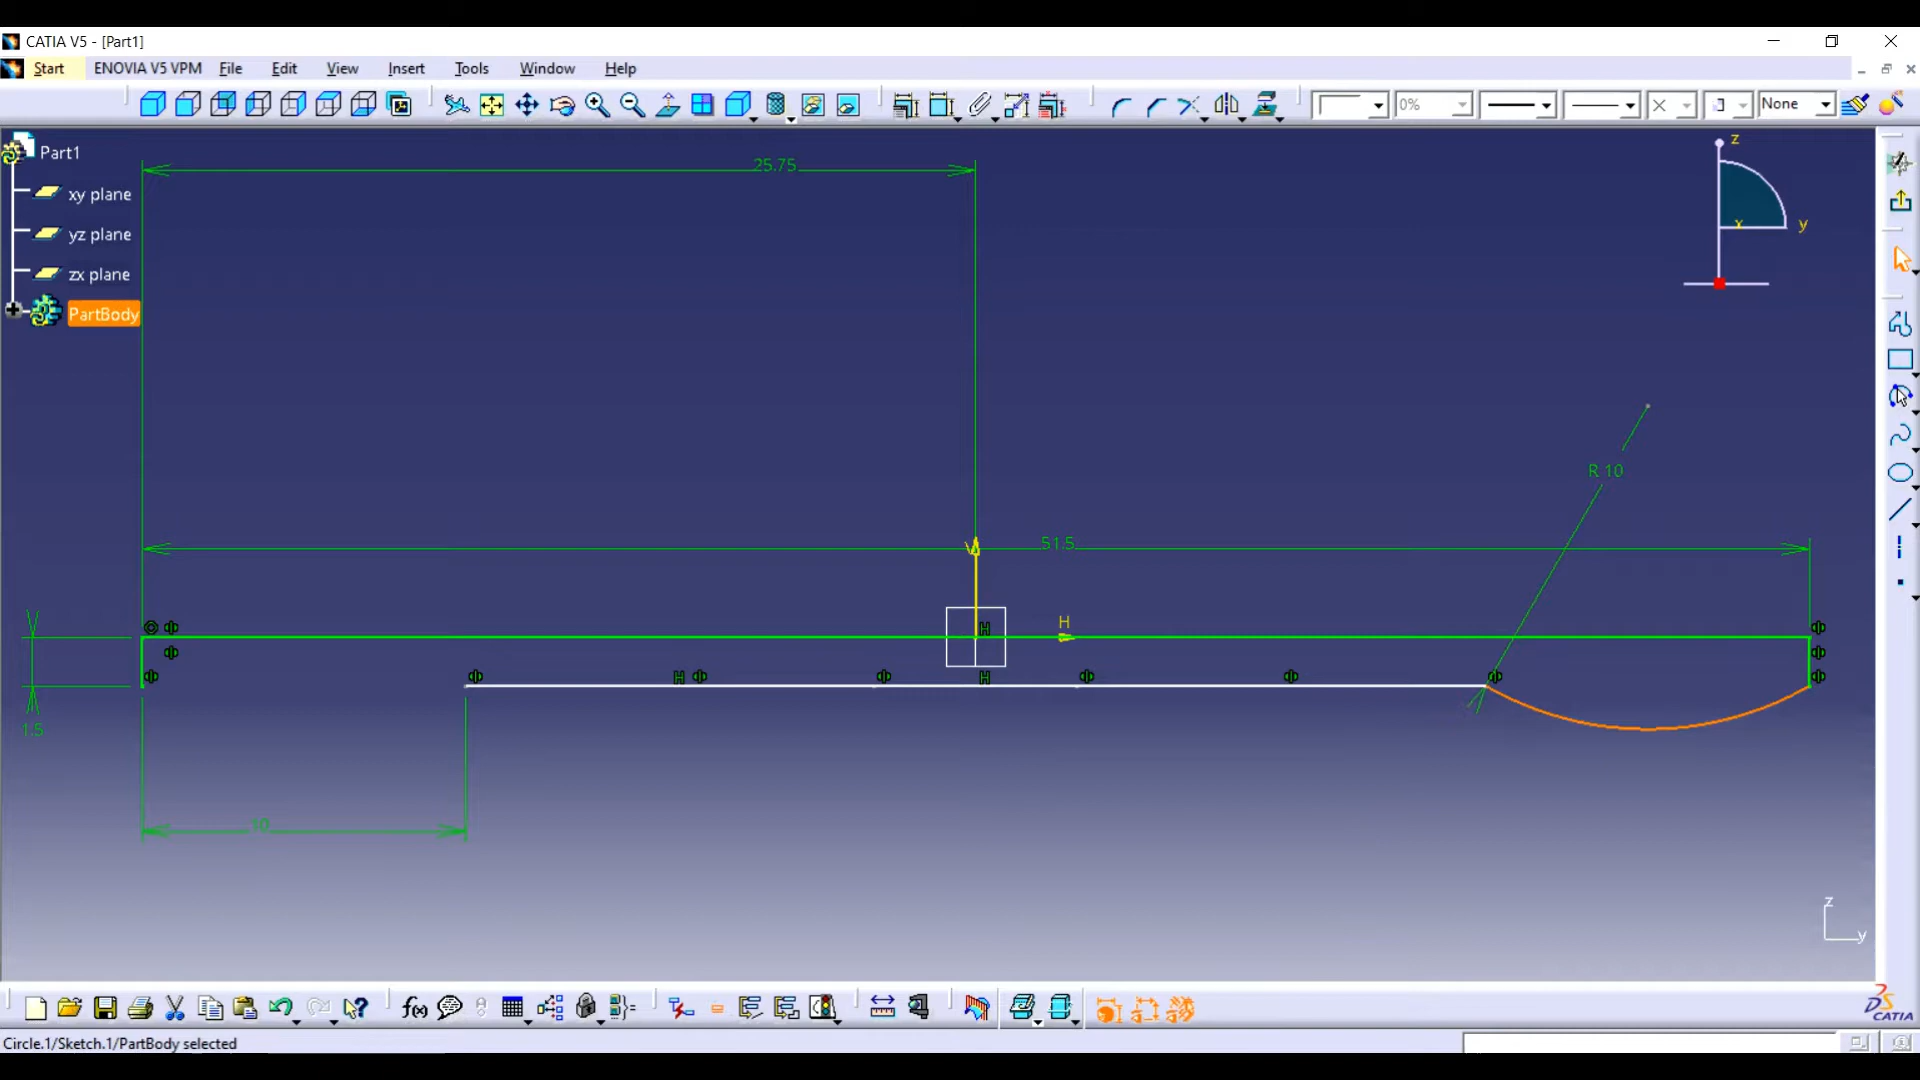 CATIA V5 - [Part1]
Start ENOVIA V5 VPM File Edit View Insert Tools Window Help
0% None
Part1
xy plane
yz plane
zx plane
PartBody
25.75
z
x
y
R 10
51.5
V
H
H
H H
1.5
10
z
y
f(x)
CATIA
Circle.1/Sketch.1/PartBody selected